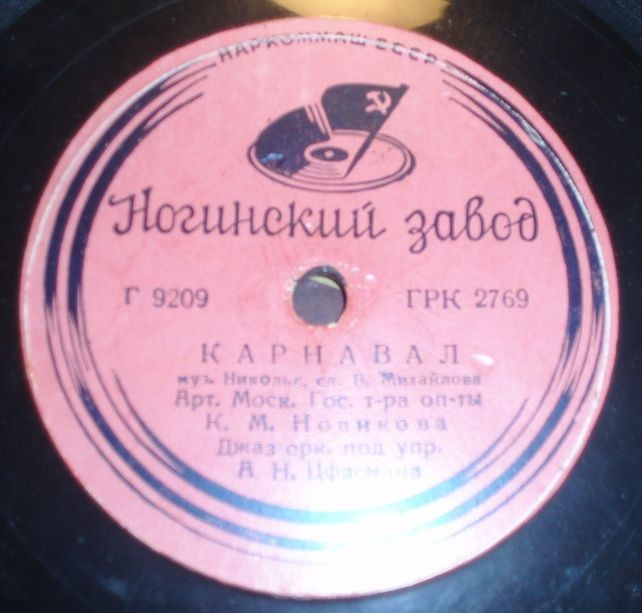 НАРКОММАШ СССР
Ногинский завод
Г 9209 ГРК 2769
КАРНАВАЛ
муз. Никольс, сл. В. Михайлова
Арт. Моск. Гос. т-ра оп-ты
К. М. Новикова
Джаз орк. под упр.
А. Н. Цфасмана